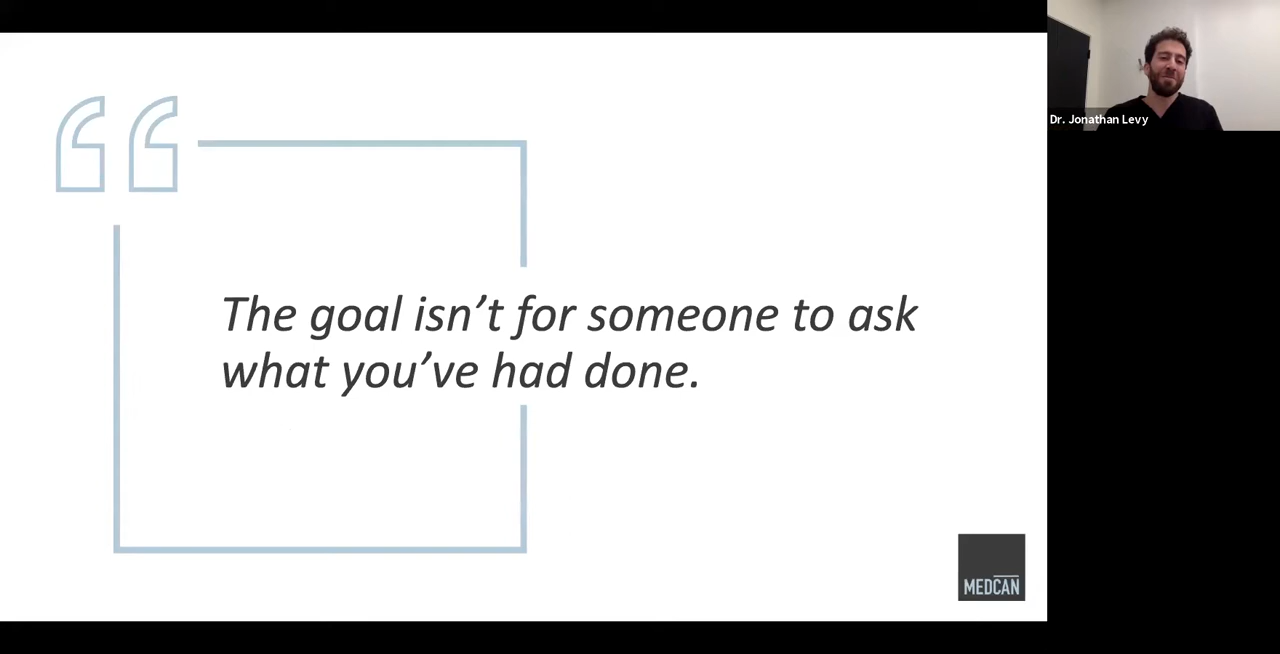 Dr. Jonathan Levy
The goal isn’t for someone to ask
what you’ve had done.
MEDCAN